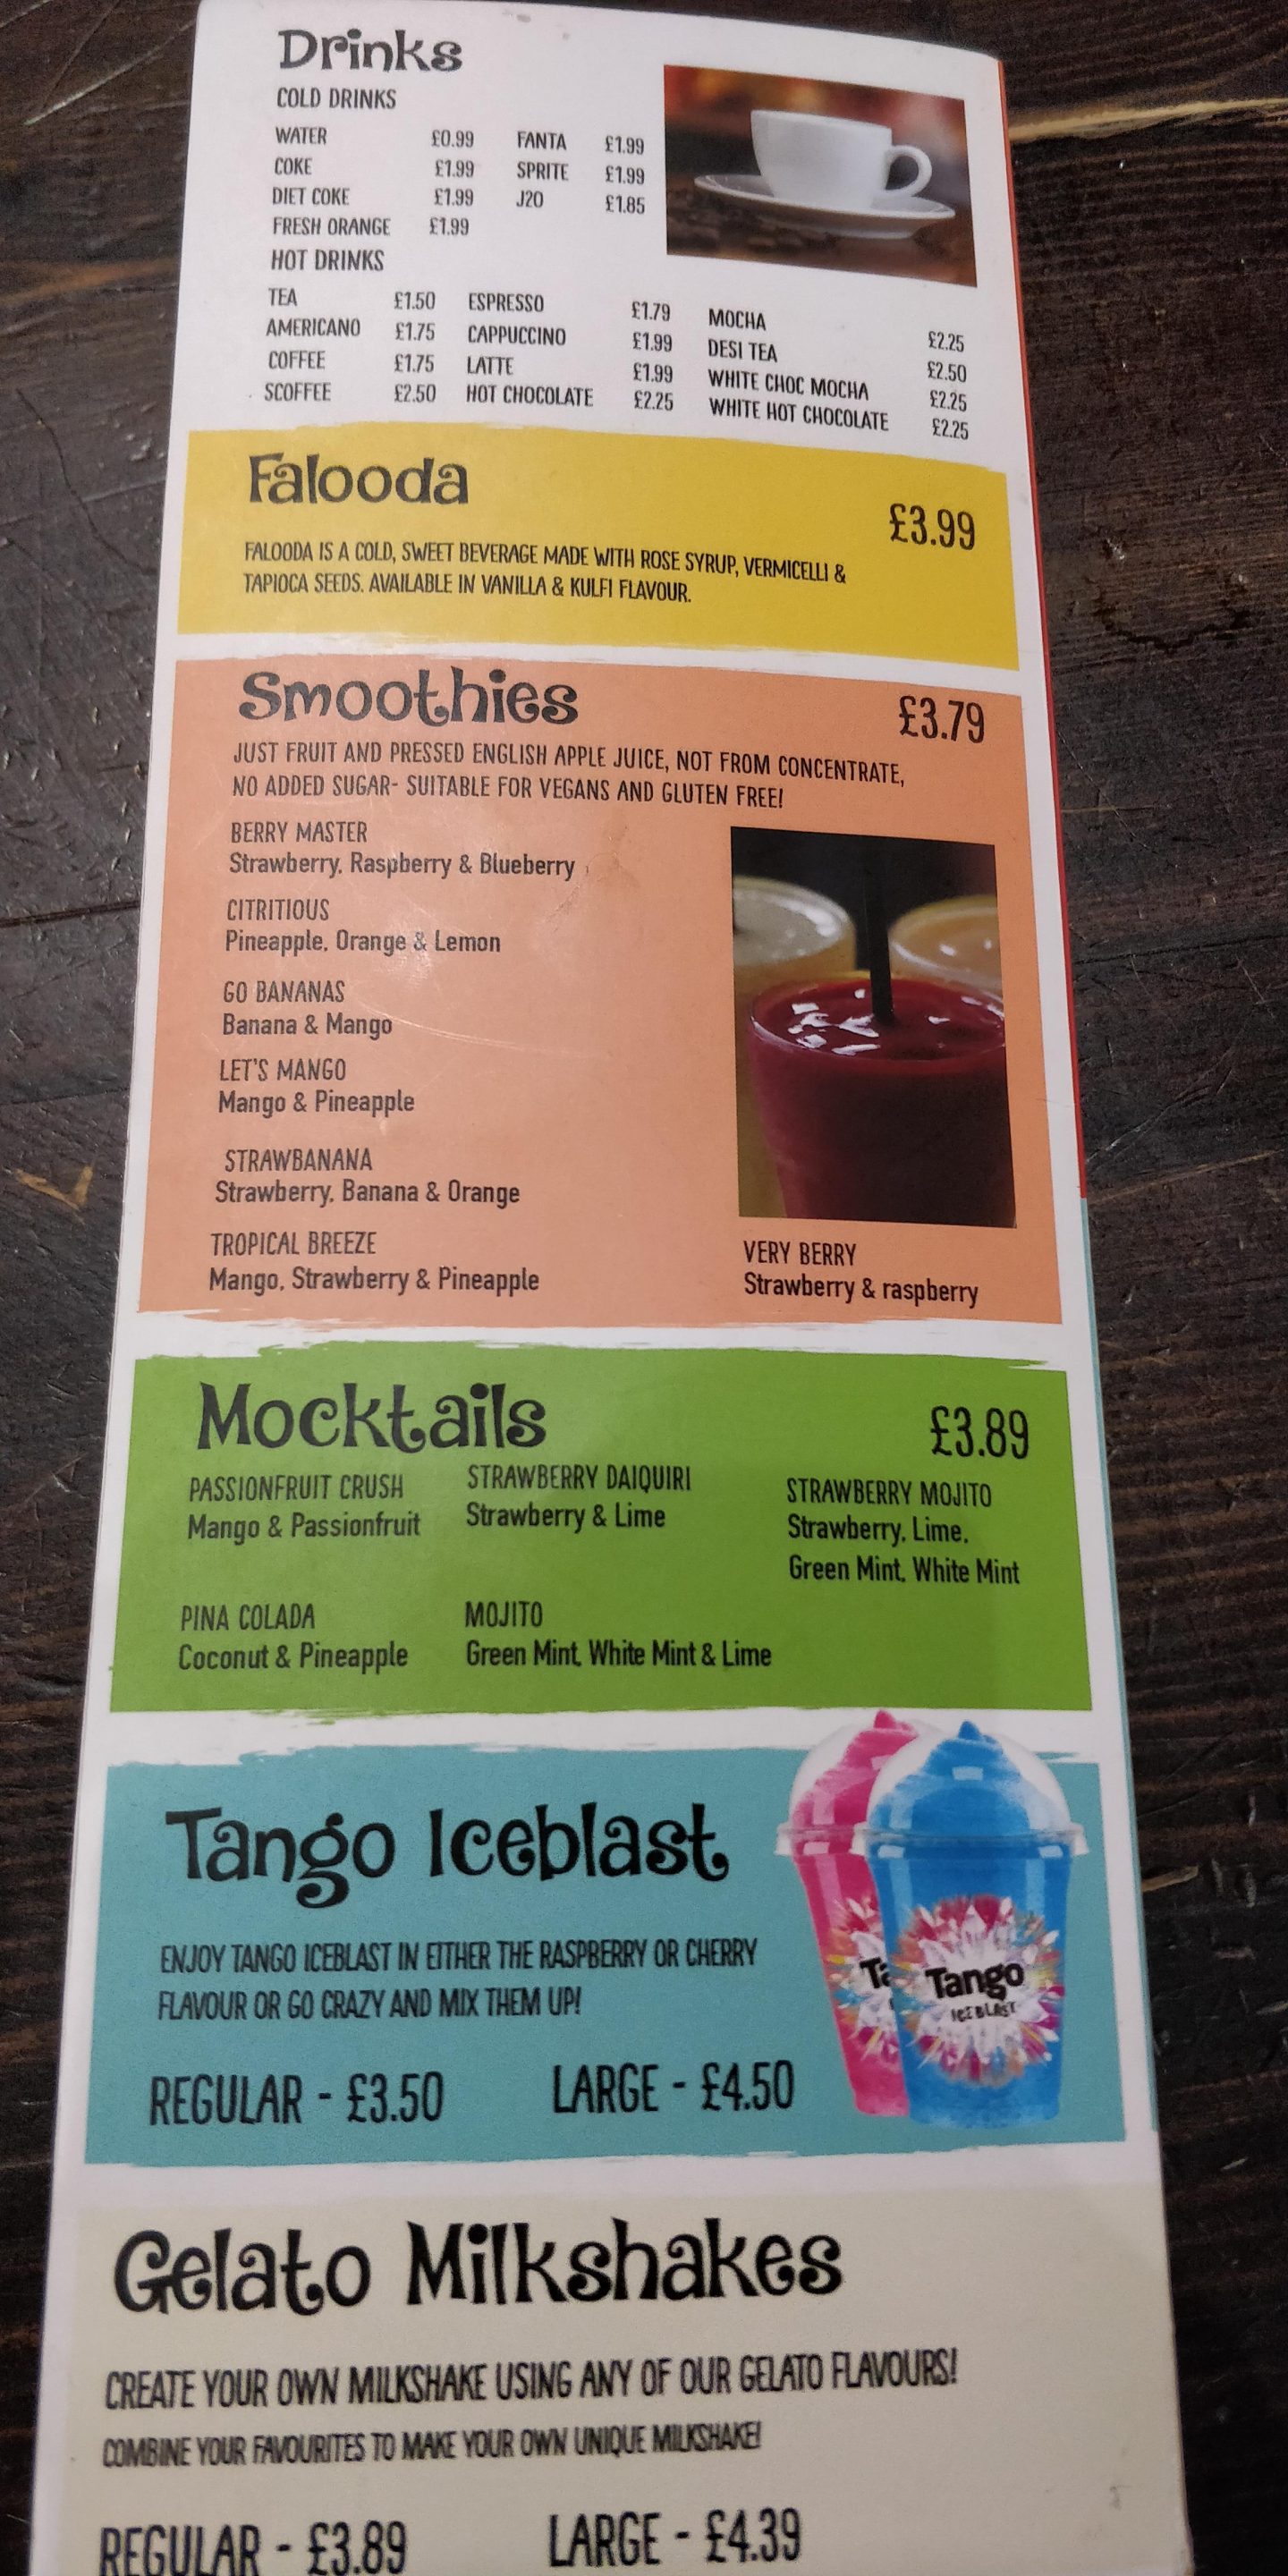 Drinks
COLD DRINKS
WATER £0.99 FANTA £1.99
COKE £1.99 SPRITE £1.99
DIET COKE £1.99 J20 £1.85
FRESH ORANGE £1.99
HOT DRINKS
TEA £1.50 ESPRESSO £1.79 MOCHA £2.25
AMERICANO £1.75 CAPPUCCINO £1.99 DESI TEA £2.50
COFFEE £1.75 LATTE £1.99 WHITE CHOC MOCHA £2.25
SCOFFEE £2.50 HOT CHOCOLATE £2.25 WHITE HOT CHOCOLATE £2.25
Falooda
£3.99
FALOODA IS A COLD, SWEET BEVERAGE MADE WITH ROSE SYRUP, VERMICELLI &
TAPIOCA SEEDS. AVAILABLE IN VANILLA & KULFI FLAVOUR.
Smoothies
£3.79
JUST FRUIT AND PRESSED ENGLISH APPLE JUICE, NOT FROM CONCENTRATE,
NO ADDED SUGAR- SUITABLE FOR VEGANS AND GLUTEN FREE!
BERRY MASTER
Strawberry, Raspberry & Blueberry
CITRITIOUS
Pineapple, Orange & Lemon
GO BANANAS
Banana & Mango
LET'S MANGO
Mango & Pineapple
STRAWBANANA
Strawberry, Banana & Orange
TROPICAL BREEZE
Mango, Strawberry & Pineapple
VERY BERRY
Strawberry & raspberry
Mocktails
£3.89
PASSIONFRUIT CRUSH
Mango & Passionfruit
STRAWBERRY DAIQUIRI
Strawberry & Lime
STRAWBERRY MOJITO
Strawberry, Lime,
Green Mint, White Mint
PINA COLADA
Coconut & Pineapple
MOJITO
Green Mint, White Mint & Lime
Tango Iceblast
ENJOY TANGO ICEBLAST IN EITHER THE RASPBERRY OR CHERRY
FLAVOUR OR GO CRAZY AND MIX THEM UP!
REGULAR - £3.50 LARGE - £4.50
Ta
Tango
ICEBLAST
Gelato Milkshakes
CREATE YOUR OWN MILKSHAKE USING ANY OF OUR GELATO FLAVOURS!
COMBINE YOUR FAVOURITES TO MAKE YOUR OWN UNIQUE MILKSHAKE!
REGULAR - £3.89 LARGE - £4.39